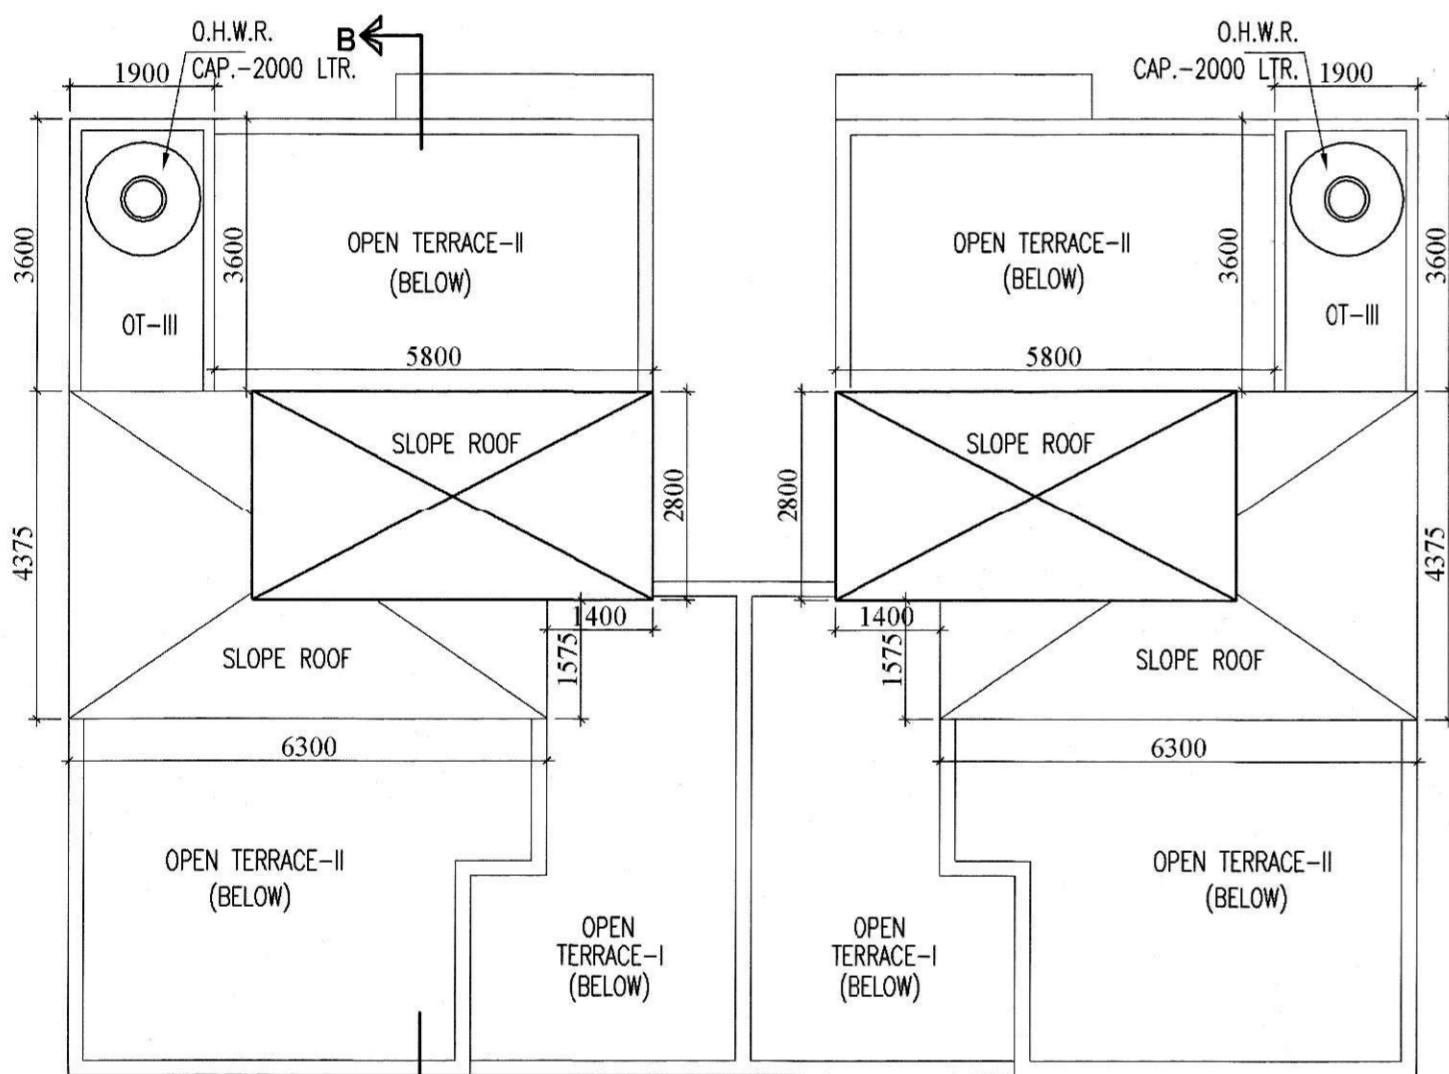 O.H.W.R.
CAP.-2000 LTR.
B
O.H.W.R.
CAP.-2000 LTR.
1900
1900
3600
3600
3600
3600
OPEN TERRACE-II
(BELOW)
OPEN TERRACE-II
(BELOW)
OT-III
OT-III
5800
5800
SLOPE ROOF
SLOPE ROOF
4375
2800
2800
4375
1400
1400
1575
1575
SLOPE ROOF
SLOPE ROOF
6300
6300
OPEN TERRACE-II
(BELOW)
OPEN TERRACE-II
(BELOW)
OPEN
TERRACE-I
(BELOW)
OPEN
TERRACE-I
(BELOW)